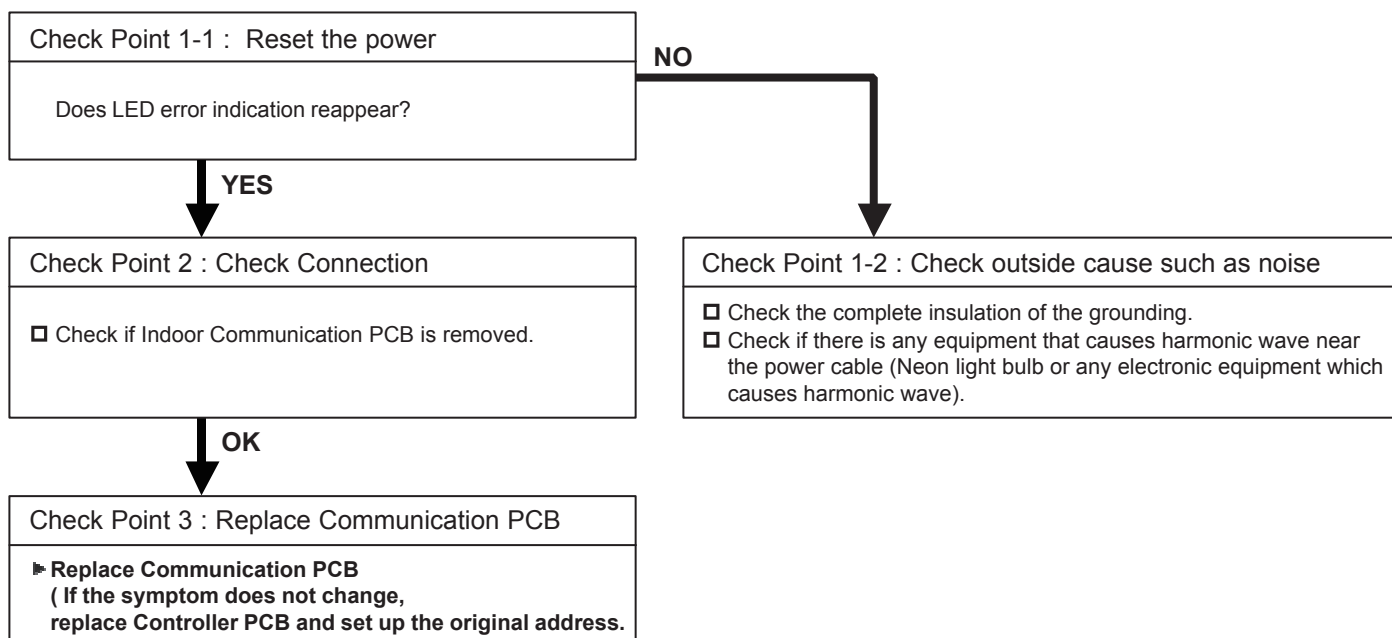 Check Point 1-1 :  Reset the power
Does LED error indication reappear?
NO
YES
Check Point 2 : Check Connection
☐ Check if Indoor Communication PCB is removed.
Check Point 1-2 : Check outside cause such as noise
☐ Check the complete insulation of the grounding.
☐ Check if there is any equipment that causes harmonic wave near
the power cable (Neon light bulb or any electronic equipment which
causes harmonic wave).
OK
Check Point 3 : Replace Communication PCB
▶ Replace Communication PCB
( If the symptom does not change,
replace Controller PCB and set up the original address.